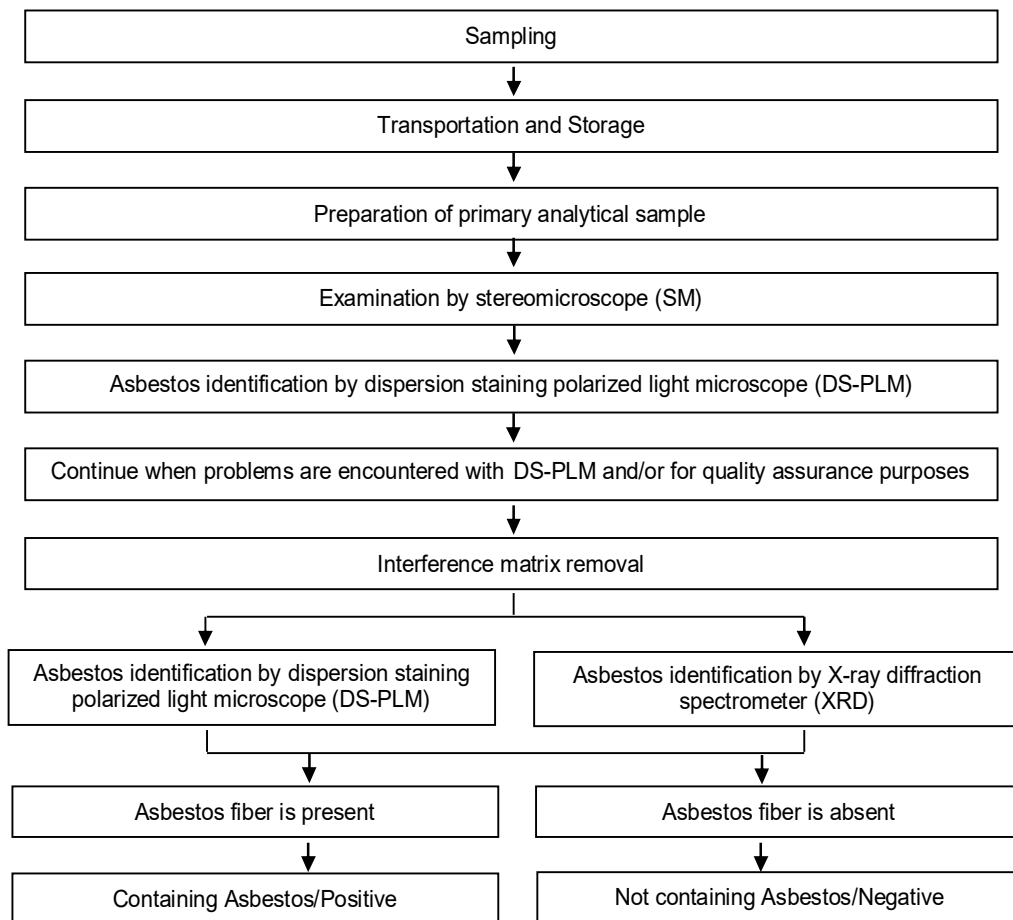 Sampling
Transportation and Storage
Preparation of primary analytical sample
Examination by stereomicroscope (SM)
Asbestos identification by dispersion staining polarized light microscope (DS-PLM)
Continue when problems are encountered with DS-PLM and/or for quality assurance purposes
Interference matrix removal
Asbestos identification by dispersion staining
polarized light microscope (DS-PLM)
Asbestos identification by X-ray diffraction
spectrometer (XRD)
Asbestos fiber is present
Asbestos fiber is absent
Containing Asbestos/Positive
Not containing Asbestos/Negative